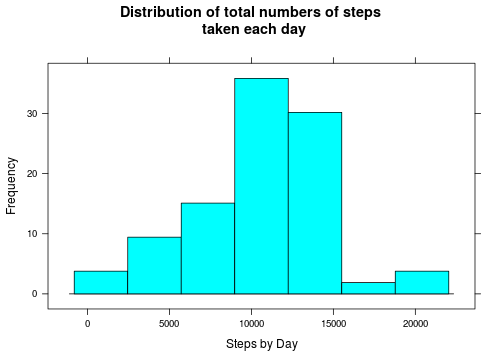 Distribution of total numbers of steps
taken each day
Frequency
30
20
10
0
0 5000 10000 15000 20000
Steps by Day